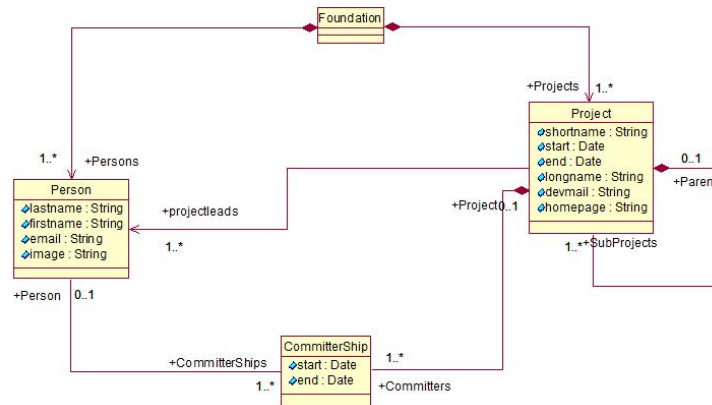 Foundation
+Projects
1..*
Project
shortname : String
start : Date
end : Date
longname : String
devmail : String
homepage : String
0..1
+Paren
1..*
+Persons
Person
lastname : String
firstname : String
email : String
image : String
+projectleads
1..*
+Project
0..1
1..*
+SubProjects
+Person
0..1
CommitterShip
start : Date
end : Date
+CommitterShips
1..*
1..*
+Committers